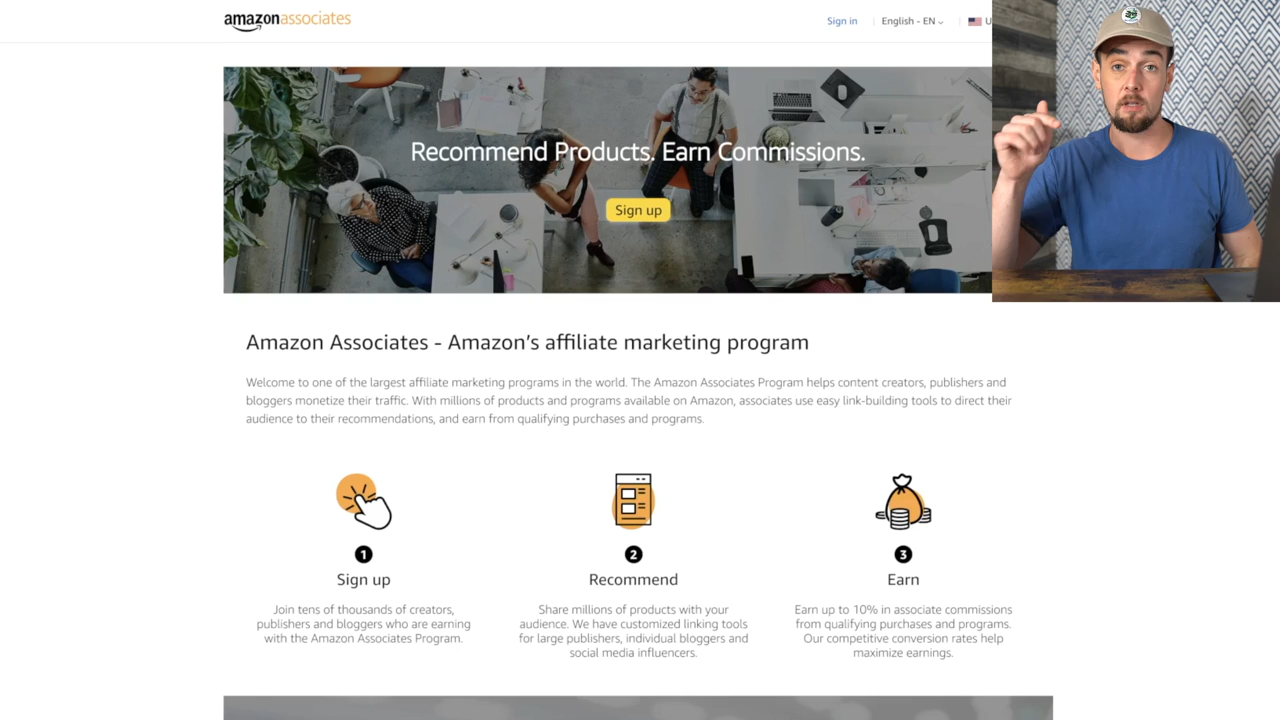 amazonassociates
Sign in
English - EN
U
Recommend Products. Earn Commissions.
Sign up
Amazon Associates - Amazon's affiliate marketing program
Welcome to one of the largest affiliate marketing programs in the world. The Amazon Associates Program helps content creators, publishers and
bloggers monetize their traffic. With millions of products and programs available on Amazon, associates use easy link-building tools to direct their
audience to their recommendations, and earn from qualifying purchases and programs.
1
Sign up
Join tens of thousands of creators,
publishers and bloggers who are earning
with the Amazon Associates Program.
2
Recommend
Share millions of products with your
audience. We have customized linking tools
for large publishers, individual bloggers and
social media influencers.
3
Earn
Earn up to 10% in associate commissions
from qualifying purchases and programs.
Our competitive conversion rates help
maximize earnings.